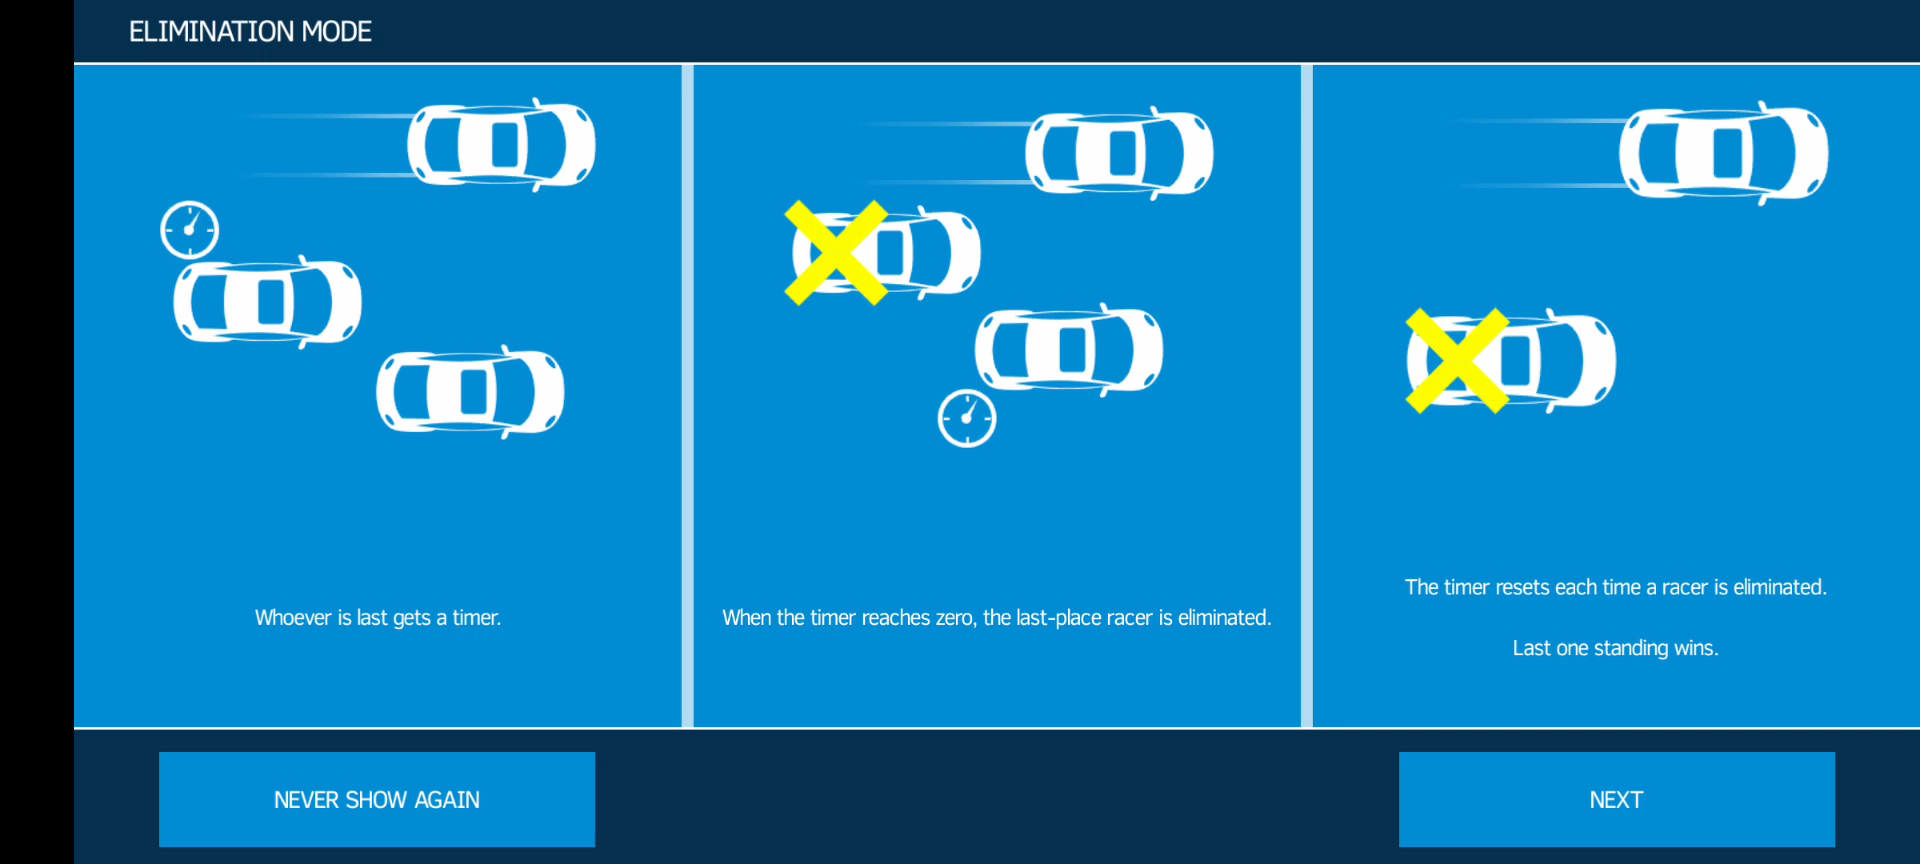 ELIMINATION MODE
Whoever is last gets a timer.
When the timer reaches zero, the last-place racer is eliminated.
The timer resets each time a racer is eliminated.
Last one standing wins.
NEVER SHOW AGAIN
NEXT